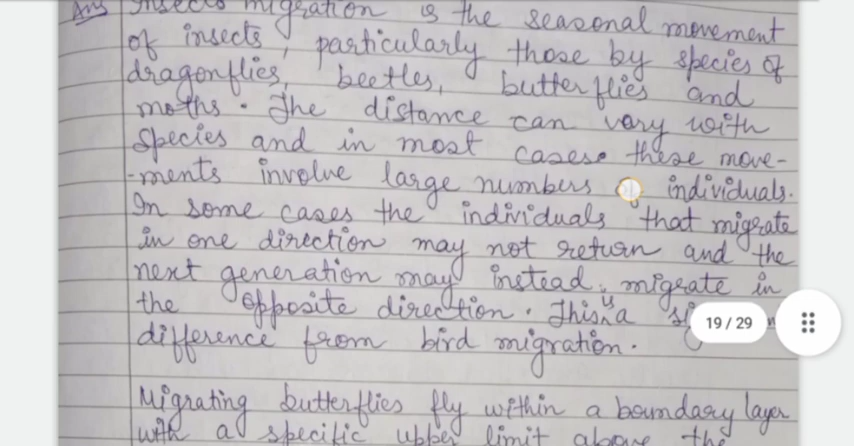 Ans Insects migration is the seasonal movement
of insects, particularly those by species of
dragonflies, beetles, butterflies and
moths. The distance can vary with
species and in most cases. these move-
-ments involve large numbers of individuals.
In some cases the individuals that migrate
in one direction may not return and the
next generation may instead, migrate in
the opposite direction. This is a
19 / 29
difference from bird migration.
Migrating butterflies fly within a boundary layer
with a specific upper limit above the